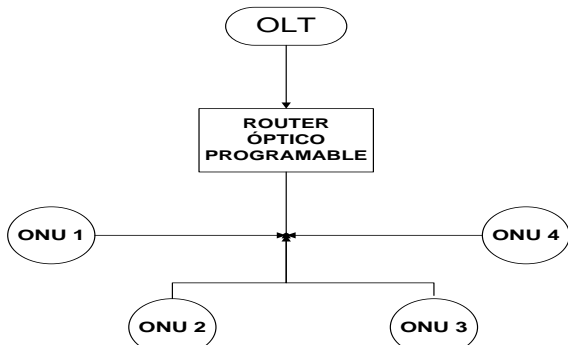 OLT
ROUTER
ÓPTICO
PROGRAMABLE
ONU 1
ONU 4
ONU 2
ONU 3